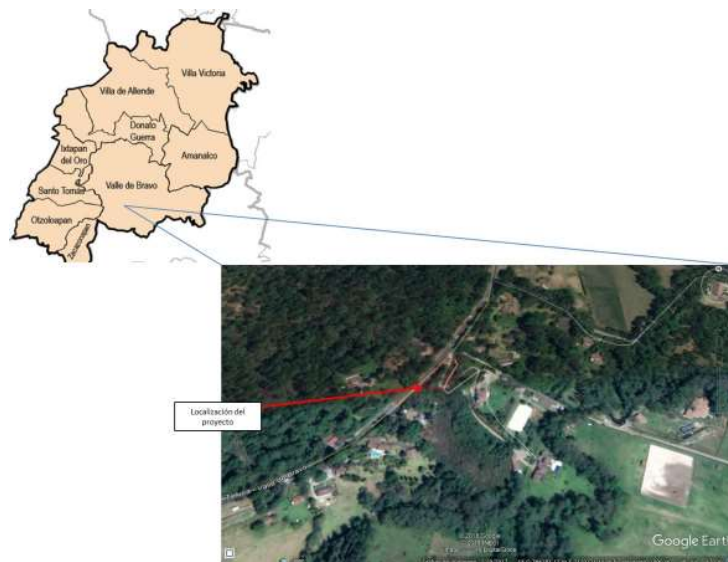 Villa Victoria
Villa de Allende
Donato
Guerra
Ixtapan
del Oro
Amanalco
Santo Tomás
Valle de Bravo
Otzoloapan
Zacazonapan
Localización del
proyecto
Google Earth